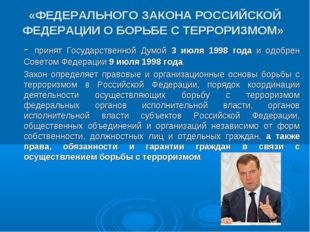 «ФЕДЕРАЛЬНОГО ЗАКОНА РОССИЙСКОЙ
ФЕДЕРАЦИИ О БОРЬБЕ С ТЕРРОРИЗМОМ»
- принят Государственной Думой 3 июля 1998 года и одобрен
Советом Федерации 9 июля 1998 года.
Закон определяет правовые и организационные основы борьбы с
терроризмом в Российской Федерации, порядок координации
деятельности осуществляющих борьбу с терроризмом
федеральных органов исполнительной власти, органов
исполнительной власти субъектов Российской Федерации,
общественных объединений и организаций независимо от форм
собственности, должностных лиц и отдельных граждан, а также
права, обязанности и гарантии граждан в связи с
осуществлением борьбы с терроризмом.